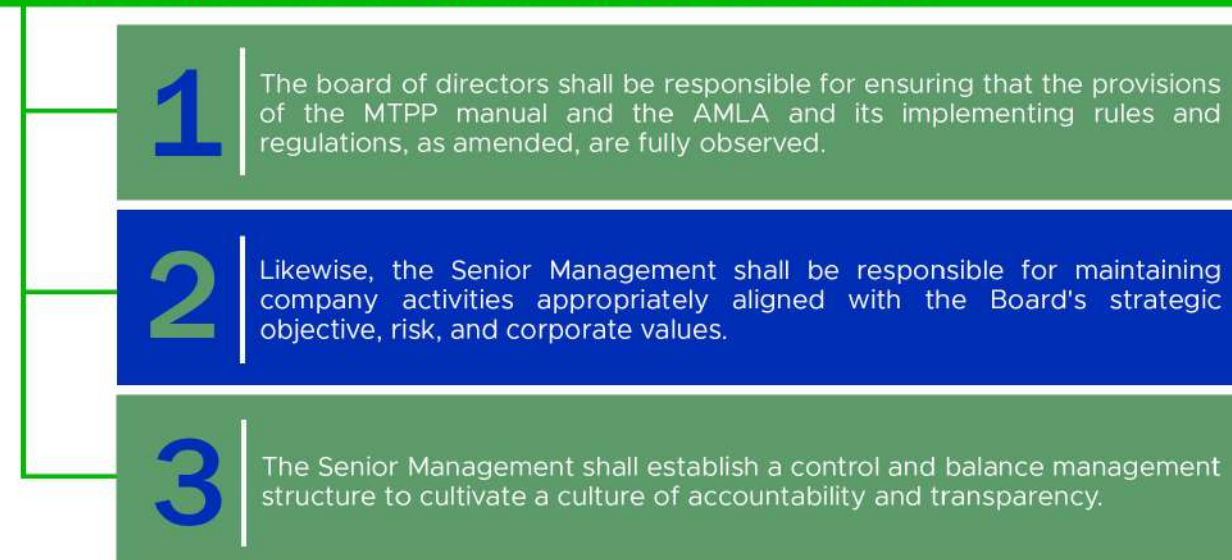 1
The board of directors shall be responsible for ensuring that the provisions
of the MTPP manual and the AMLA and its implementing rules and
regulations, as amended, are fully observed.
2
Likewise, the Senior Management shall be responsible for maintaining
company activities appropriately aligned with the Board's strategic
objective, risk, and corporate values.
3
The Senior Management shall establish a control and balance management
structure to cultivate a culture of accountability and transparency.